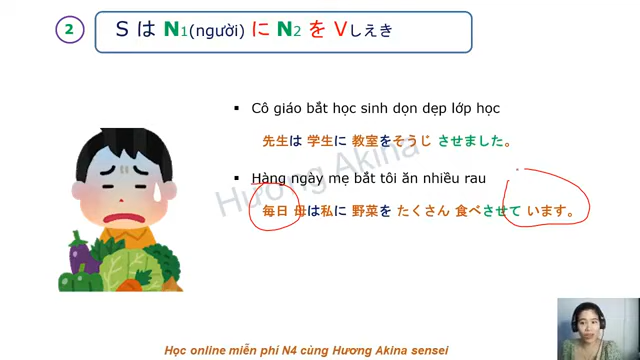 2
S は N1(người) に N2 を Vしえき
Cô giáo bắt học sinh dọn dẹp lớp học
先生は 学生に 教室をそうじ させました。
Hàng ngày mẹ bắt tôi ăn nhiều rau
毎日 母は私に 野菜を たくさん 食べさせて います。
Hương Akina
Học online miễn phí N4 cùng Hương Akina sensei